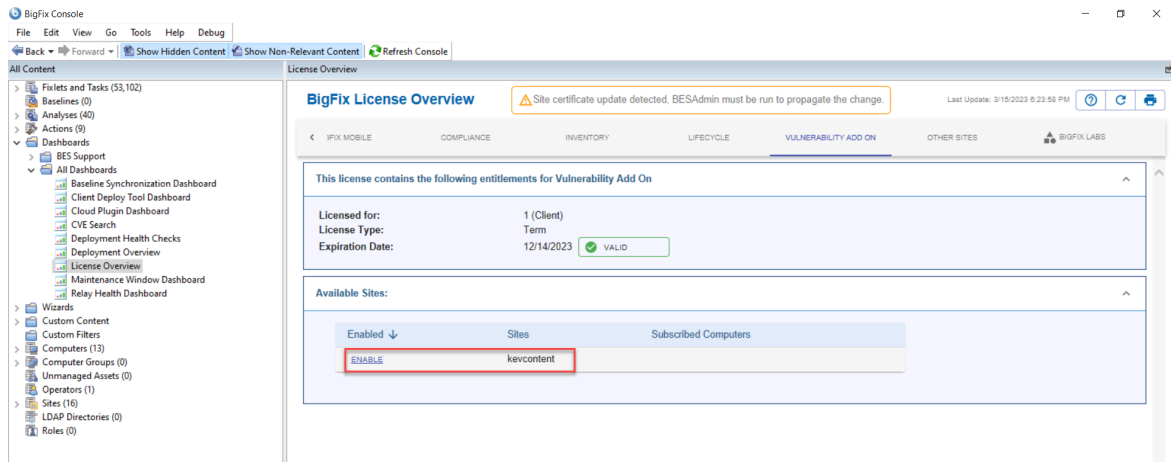 BigFix Console
File Edit View Go Tools Help Debug
Back Forward Show Hidden Content Show Non-Relevant Content Refresh Console
All Content
Fixlets and Tasks (53,102)
Baselines (0)
Analyses (40)
Actions (9)
Dashboards
BES Support
All Dashboards
Baseline Synchronization Dashboard
Client Deploy Tool Dashboard
Cloud Plugin Dashboard
CVE Search
Deployment Health Checks
Deployment Overview
License Overview
Maintenance Window Dashboard
Relay Health Dashboard
Wizards
Custom Content
Custom Filters
Computers (13)
Computer Groups (0)
Unmanaged Assets (0)
Operators (1)
Sites (16)
LDAP Directories (0)
Roles (0)
License Overview
BigFix License Overview
Site certificate update detected, BESAdmin must be run to propagate the change.
Last Update: 3/15/2023 6:23:58 PM
IFIX MOBILE COMPLIANCE INVENTORY LIFECYCLE VULNERABILITY ADD ON OTHER SITES BIGFIX LABS
This license contains the following entitlements for Vulnerability Add On
Licensed for: 1 (Client)
License Type: Term
Expiration Date: 12/14/2023 VALID
Available Sites:
Enabled Sites Subscribed Computers
ENABLE kevcontent